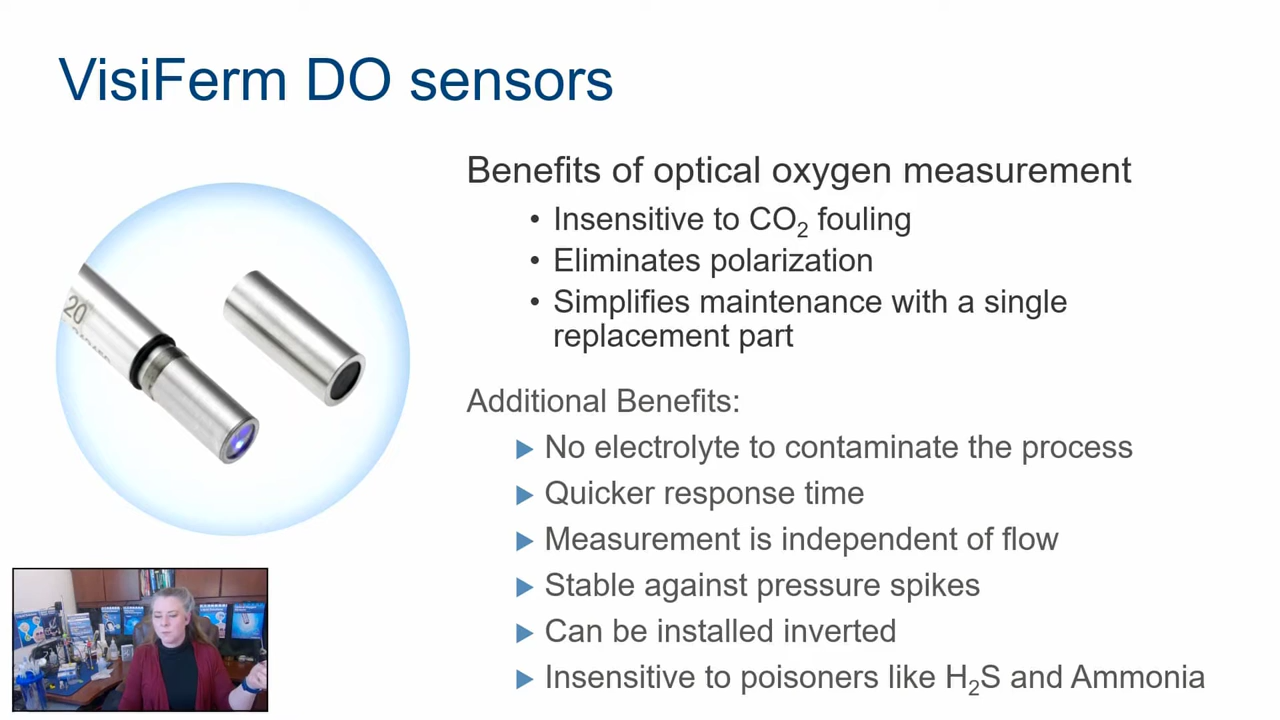 VisiFerm DO sensors
Benefits of optical oxygen measurement
• Insensitive to CO₂ fouling
• Eliminates polarization
• Simplifies maintenance with a single
replacement part
20
Additional Benefits:
▶ No electrolyte to contaminate the process
▶ Quicker response time
▶ Measurement is independent of flow
▶ Stable against pressure spikes
▶ Can be installed inverted
▶ Insensitive to poisoners like H₂S and Ammonia